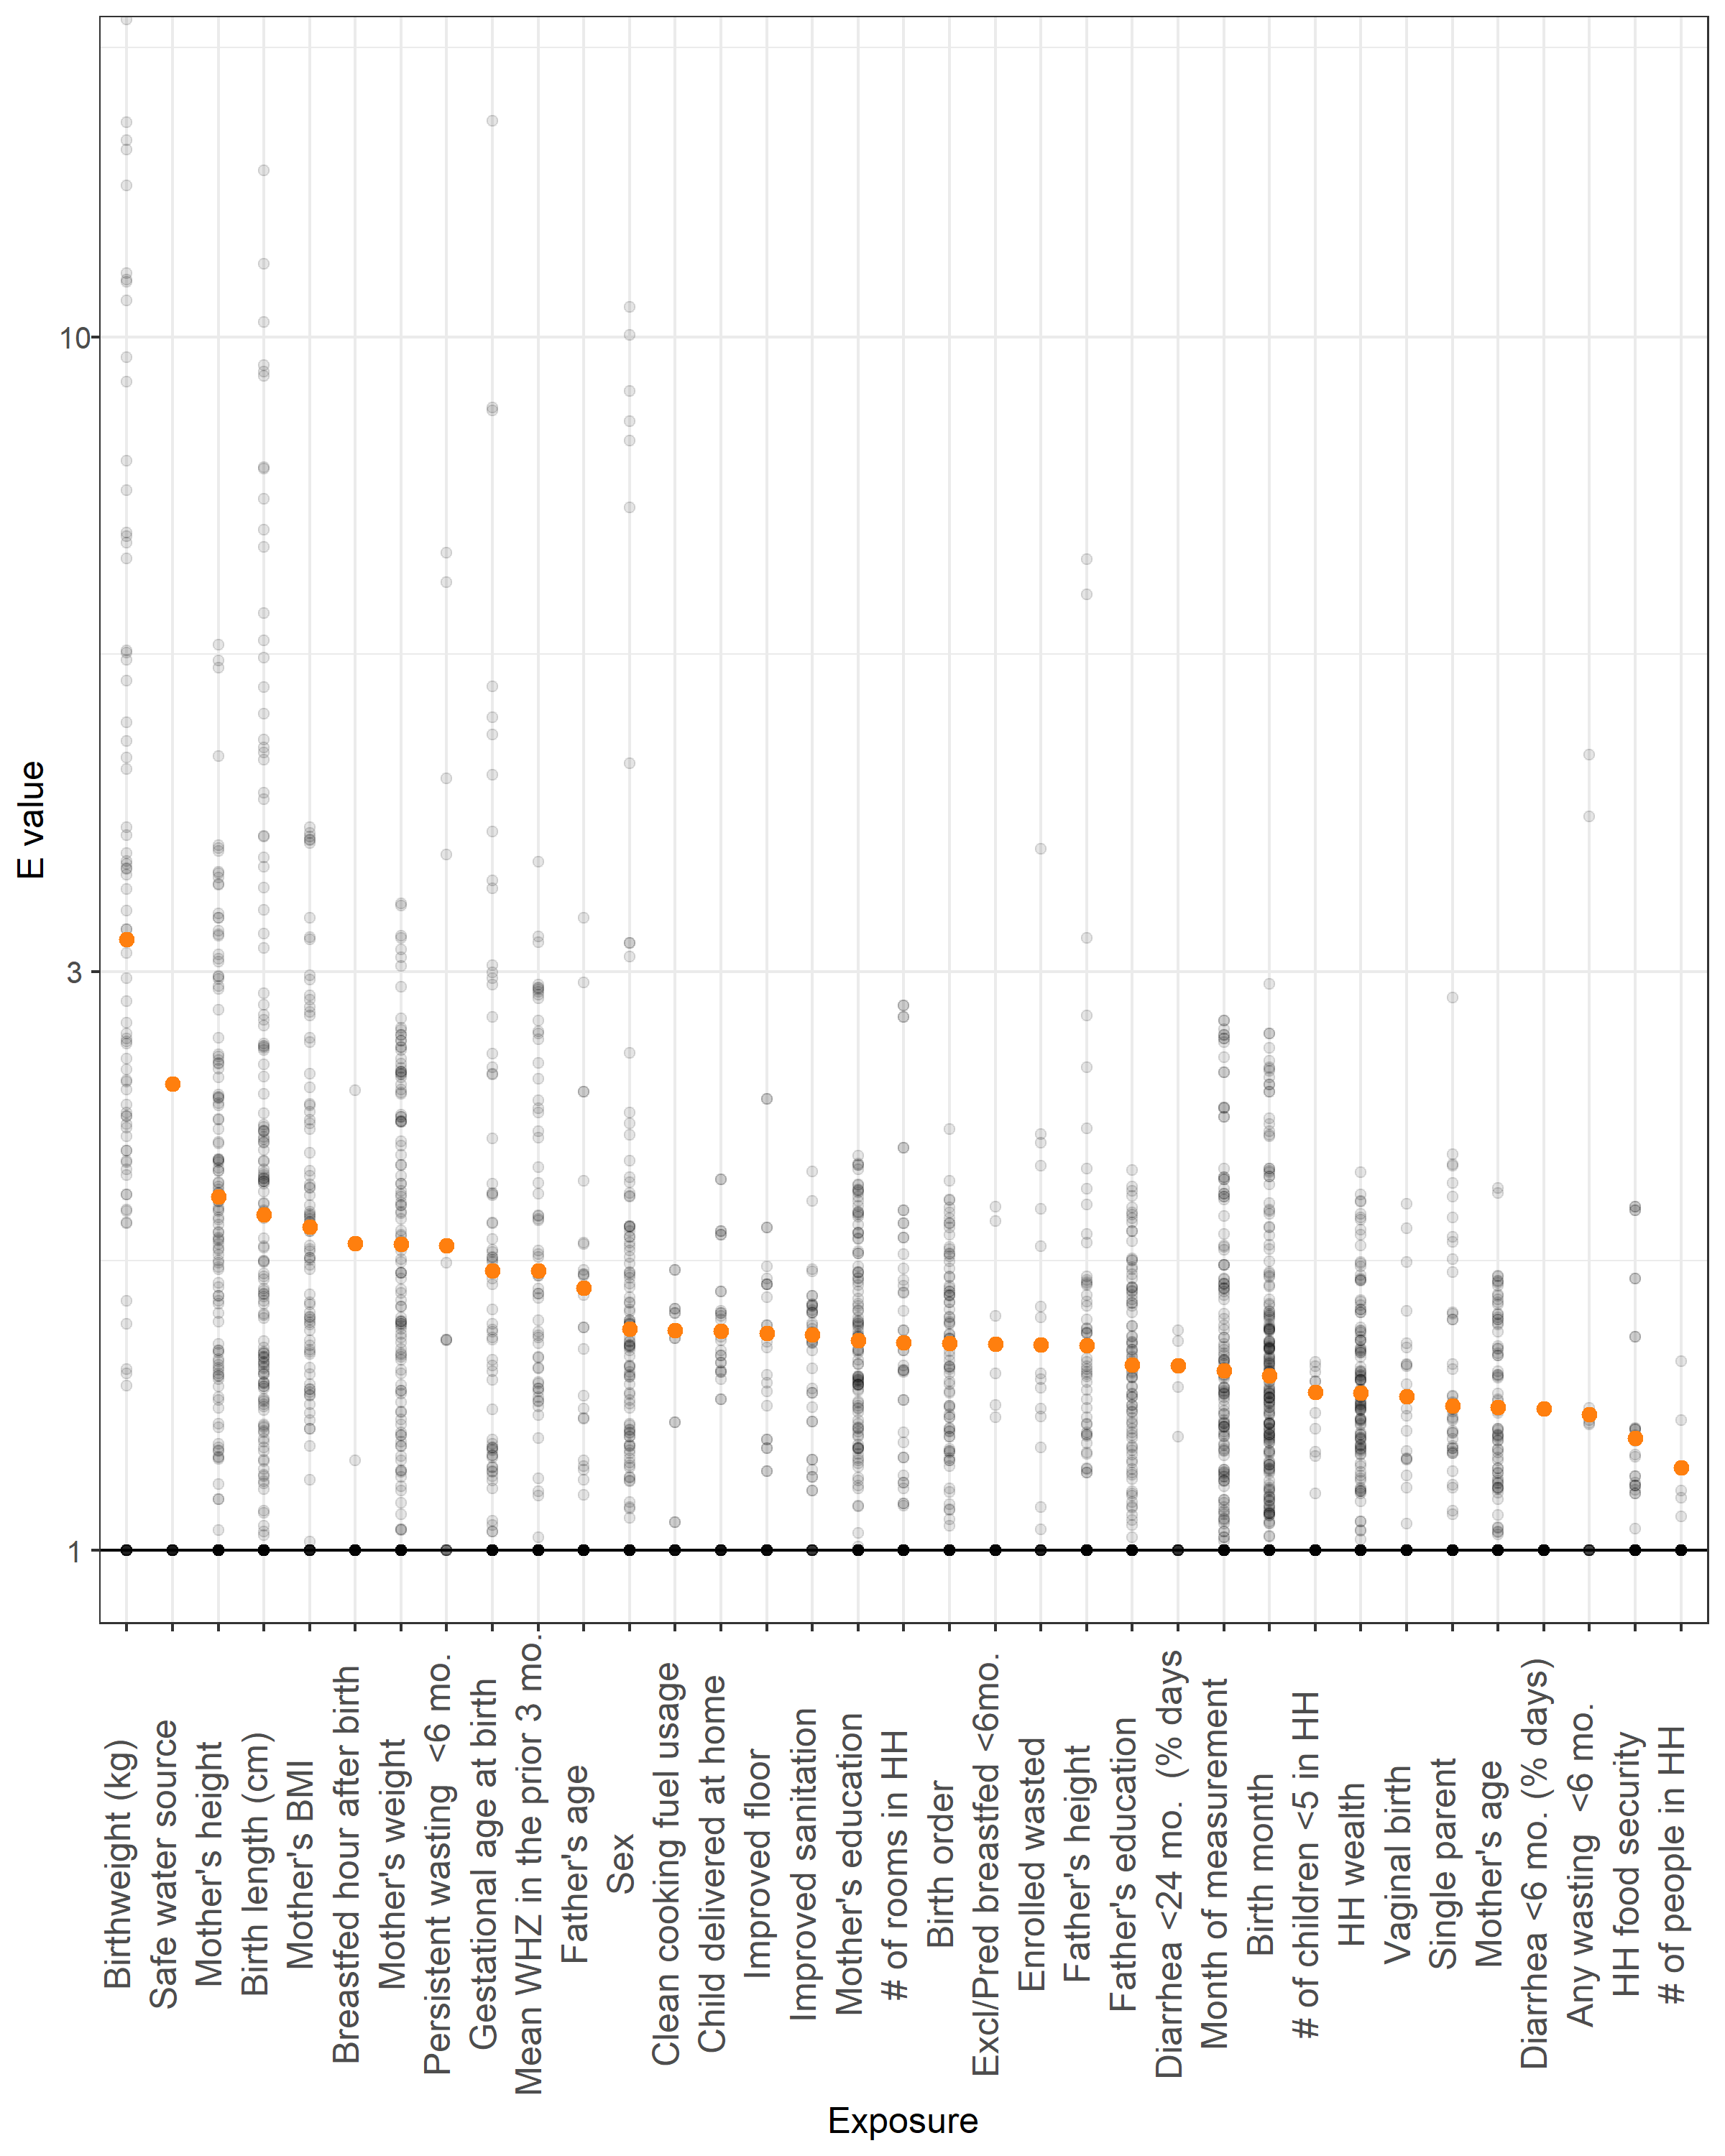 10
3
1
E value
Birthweight (kg)
Safe water source
Mother's height
Birth length (cm)
Mother's BMI
Breastfed hour after birth
Mother's weight
Persistent wasting  <6 mo.
Gestational age at birth
Mean WHZ in the prior 3 mo.
Father's age
Sex
Clean cooking fuel usage
Child delivered at home
Improved floor
Improved sanitation
Mother's education
# of rooms in HH
Birth order
Excl/Pred breastfed <6mo.
Enrolled wasted
Father's height
Father's education
Diarrhea <24 mo.  (% days
Month of measurement
Birth month
# of children <5 in HH
HH wealth
Vaginal birth
Single parent
Mother's age
Diarrhea <6 mo. (% days)
Any wasting  <6 mo.
HH food security
# of people in HH
Exposure